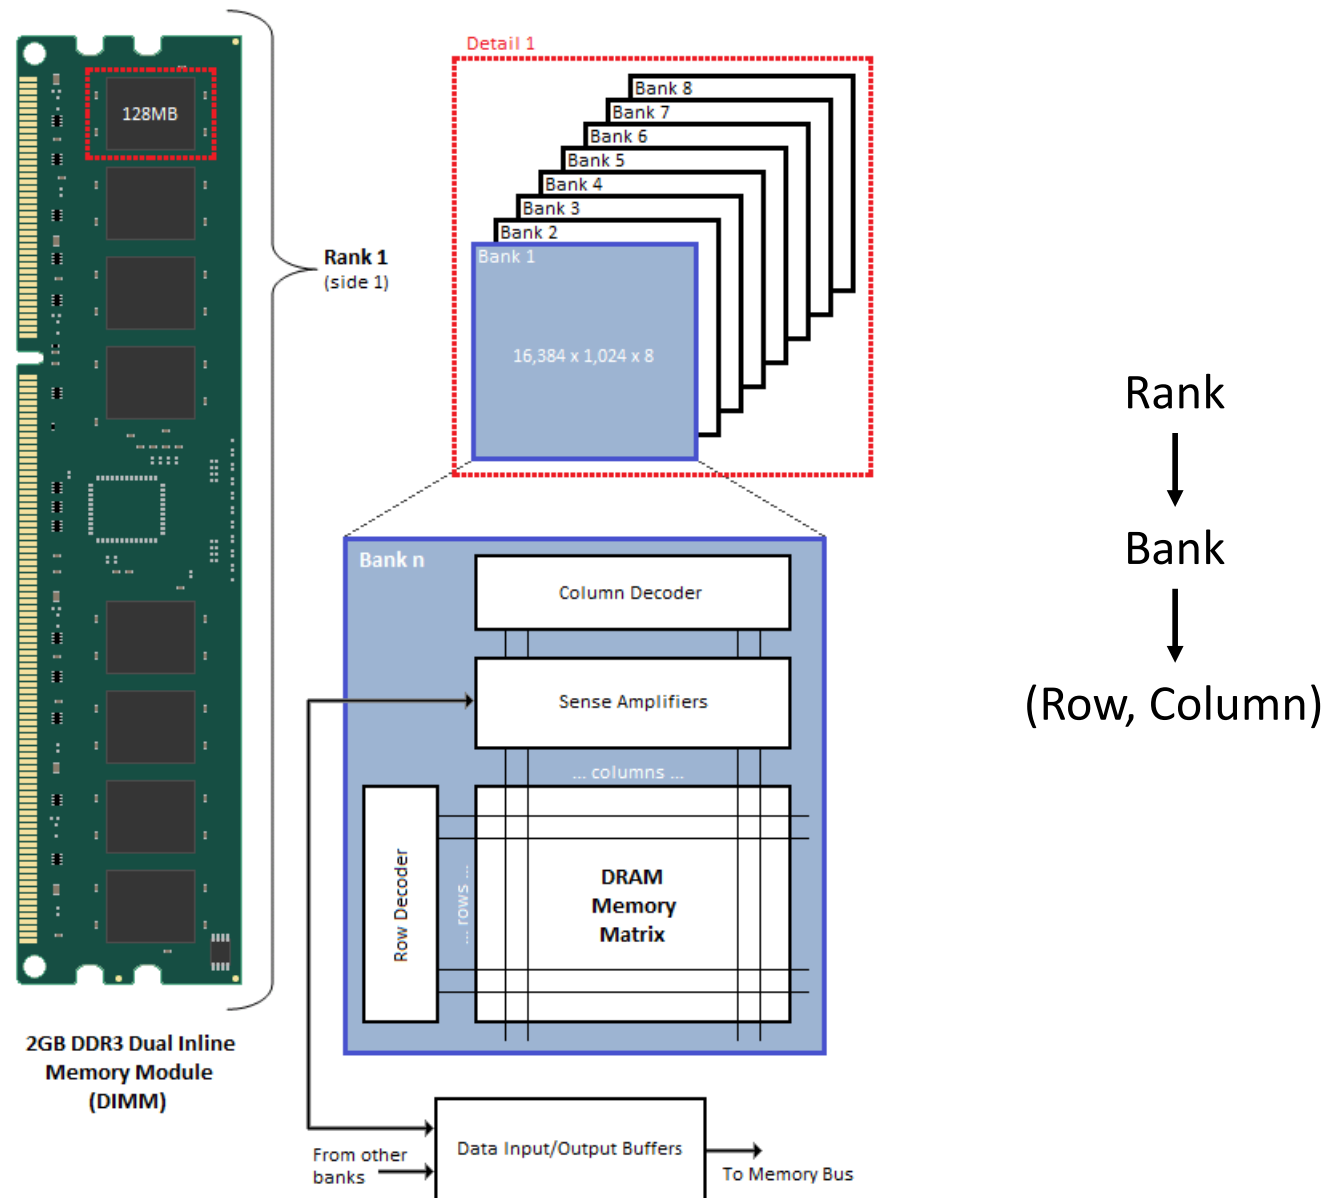 Detail 1
128MB
Bank 8
Bank 7
Bank 6
Bank 5
Bank 4
Bank 3
Bank 2
Bank 1
Rank 1
(side 1)
16,384 x 1,024 x 8
Rank
Bank
(Row, Column)
Bank n
Column Decoder
Sense Amplifiers
... columns ...
Row Decoder
... rows ...
DRAM
Memory
Matrix
2GB DDR3 Dual Inline
Memory Module
(DIMM)
Data Input/Output Buffers
From other
banks
To Memory Bus